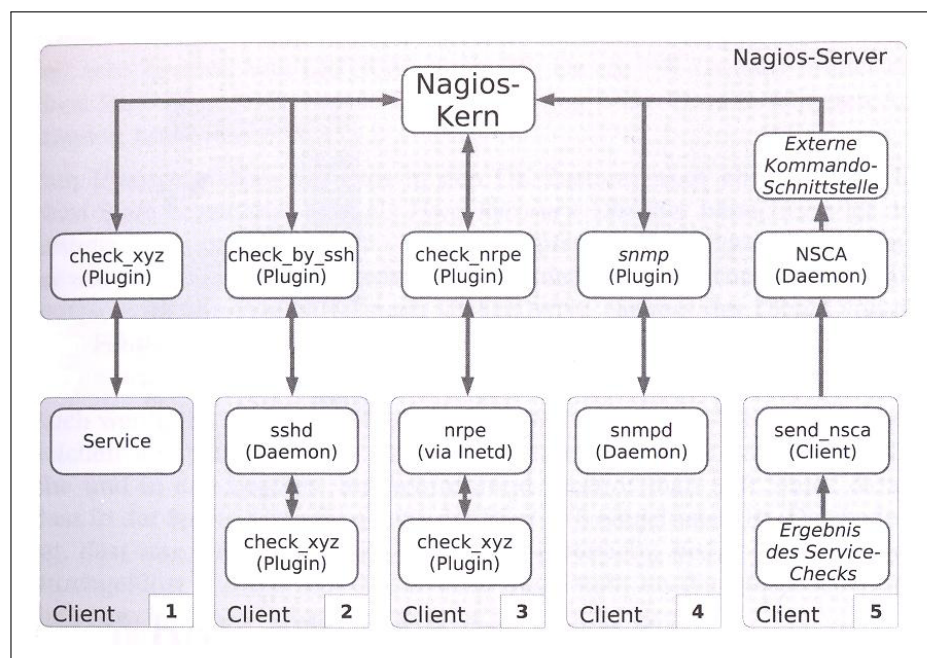 Nagios-Server
Nagios-
Kern
Externe
Kommando-
Schnittstelle
check_xyz
(Plugin)
check_by_ssh
(Plugin)
check_nrpe
(Plugin)
snmp
(Plugin)
NSCA
(Daemon)
Service
sshd
(Daemon)
nrpe
(via Inetd)
snmpd
(Daemon)
send_nsca
(Client)
check_xyz
(Plugin)
check_xyz
(Plugin)
Ergebnis
des Service-
Checks
Client 1
Client 2
Client 3
Client 4
Client 5